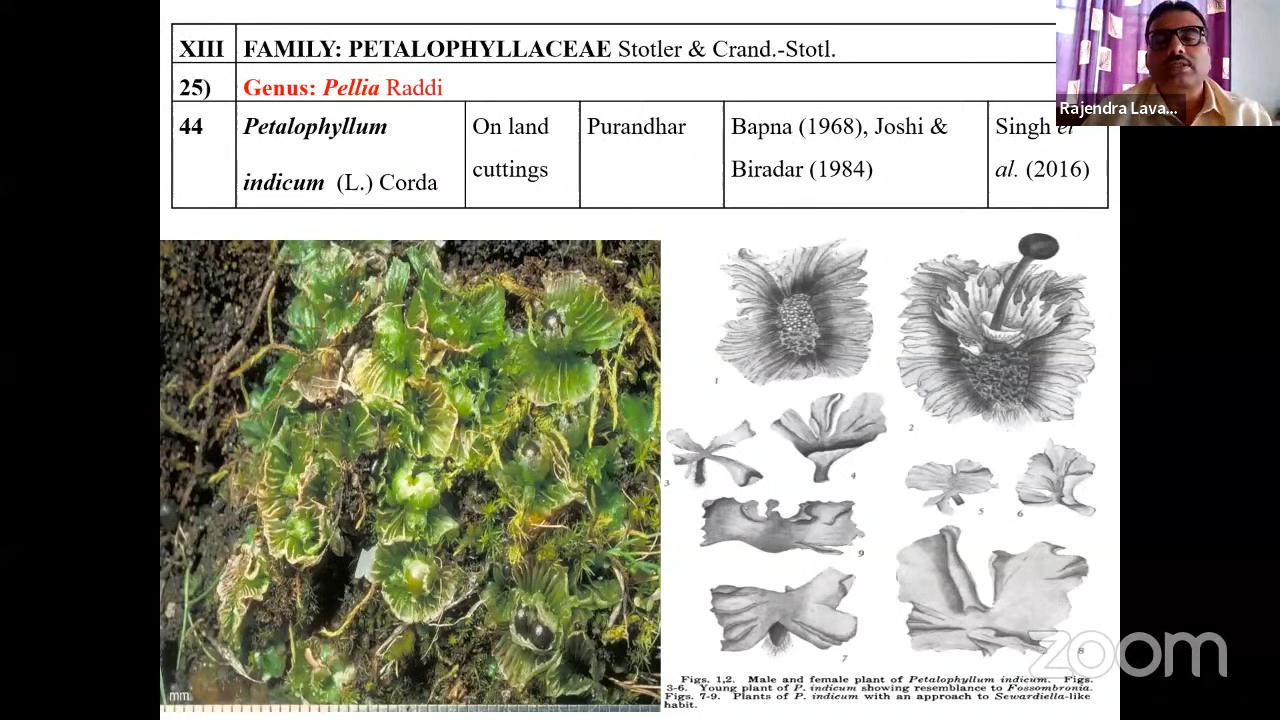 XIII FAMILY: PETALOPHYLLACEAE Stotler & Crand.-Stotl.
25) Genus: Pellia Raddi
44 Petalophyllum indicum (L.) Corda On land cuttings Purandhar Bapna (1968), Joshi & Biradar (1984) Singh et al. (2016)
Rajendra Lava...
1
2
3
4
5
6
9
7
8
mm
Figs. 1,2. Male and female plant of Petalophyllum indicum. Figs.
3-6. Young plant of P. indicum showing resemblance to Fossombronia.
Figs. 7-9. Plants of P. indicum with an approach to Sewardiella-like
habit.
zoom